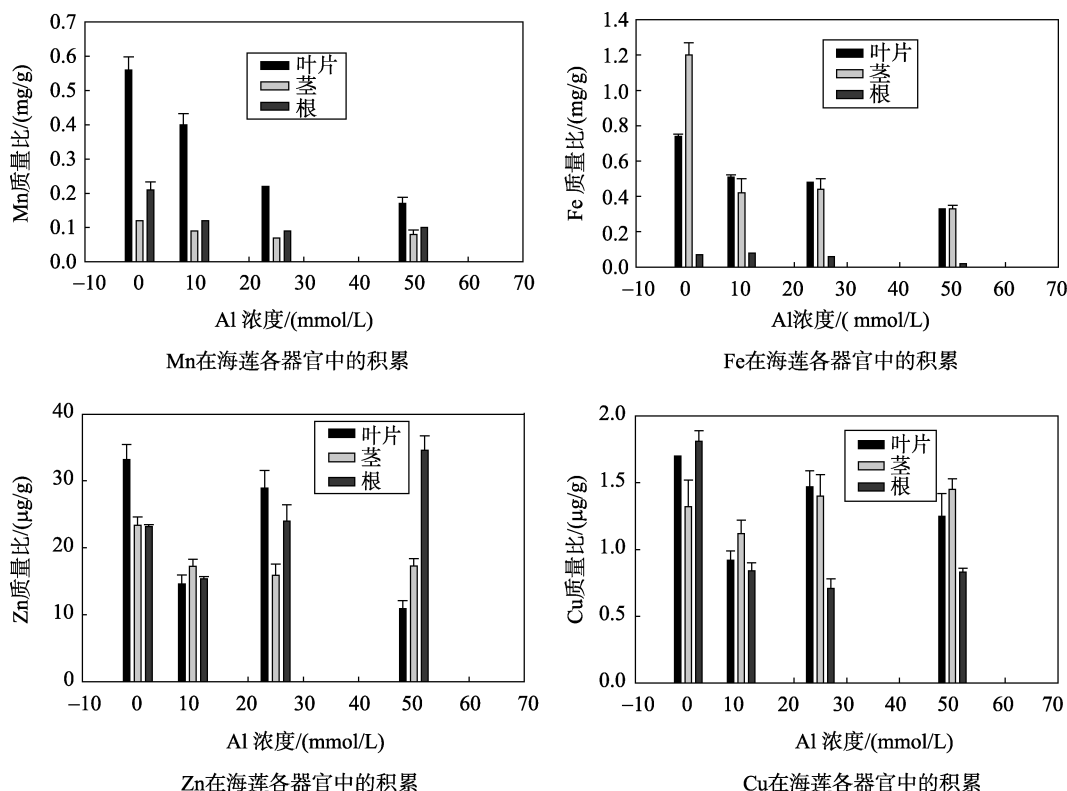 Mn质量比/(mg/g)
0.7
0.6
0.5
0.4
0.3
0.2
0.1
0.0
叶片
茎
根
−10 0 10 20 30 40 50 60 70
Al 浓度/(mmol/L)
Mn在海莲各器官中的积累
Fe 质量比/(mg/g)
1.4
1.2
1.0
0.8
0.6
0.4
0.2
0.0
叶片
茎
根
−10 0 10 20 30 40 50 60 70
Al浓度/( mmol/L)
Fe在海莲各器官中的积累
Zn质量比/(μg/g)
40
30
20
10
0
叶片
茎
根
−10 0 10 20 30 40 50 60 70
Al 浓度/(mmol/L)
Zn在海莲各器官中的积累
Cu质量比/(μg/g)
2.0
1.5
1.0
0.5
0.0
叶片
茎
根
−10 0 10 20 30 40 50 60 70
Al 浓度/(mmol/L)
Cu在海莲各器官中的积累